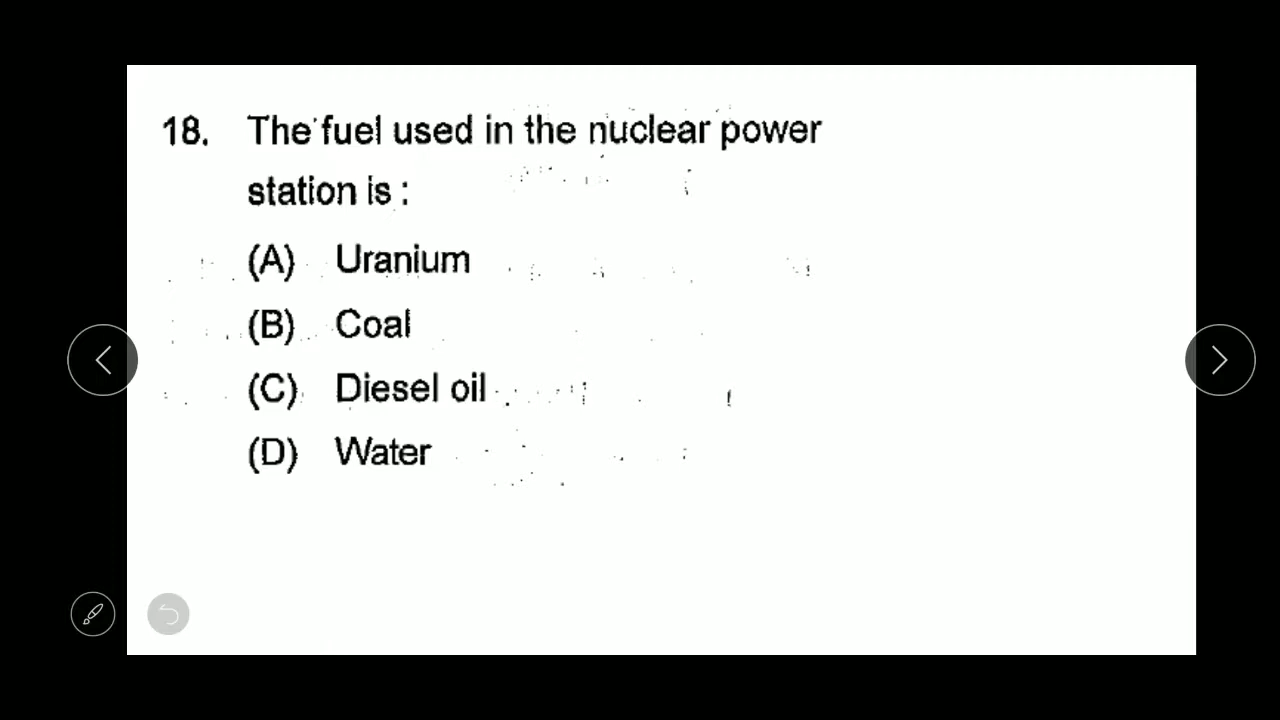 18. The fuel used in the nuclear power
station is :
(A) Uranium
(B) Coal
(C) Diesel oil
(D) Water